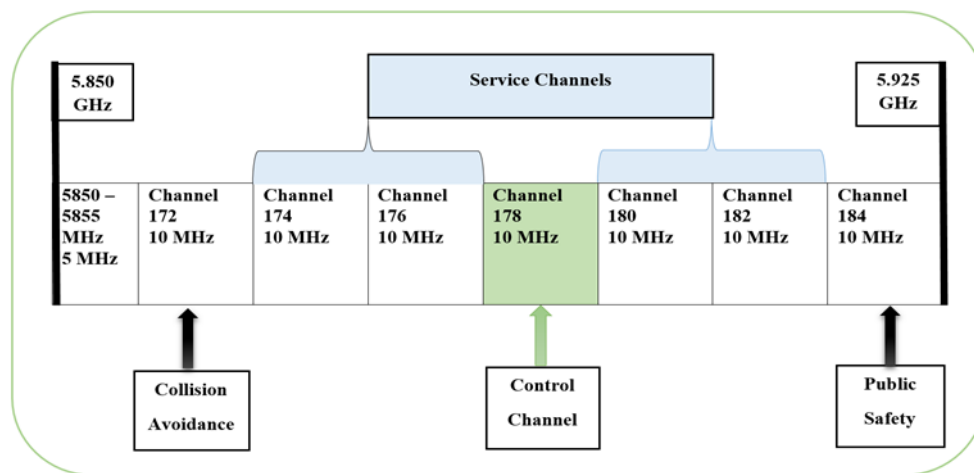 5.850
GHz
Service Channels
5.925
GHz
5850 –
5855
MHz
5 MHz
Channel
172
10 MHz
Channel
174
10 MHz
Channel
176
10 MHz
Channel
178
10 MHz
Channel
180
10 MHz
Channel
182
10 MHz
Channel
184
10 MHz
Collision
Avoidance
Control
Channel
Public
Safety